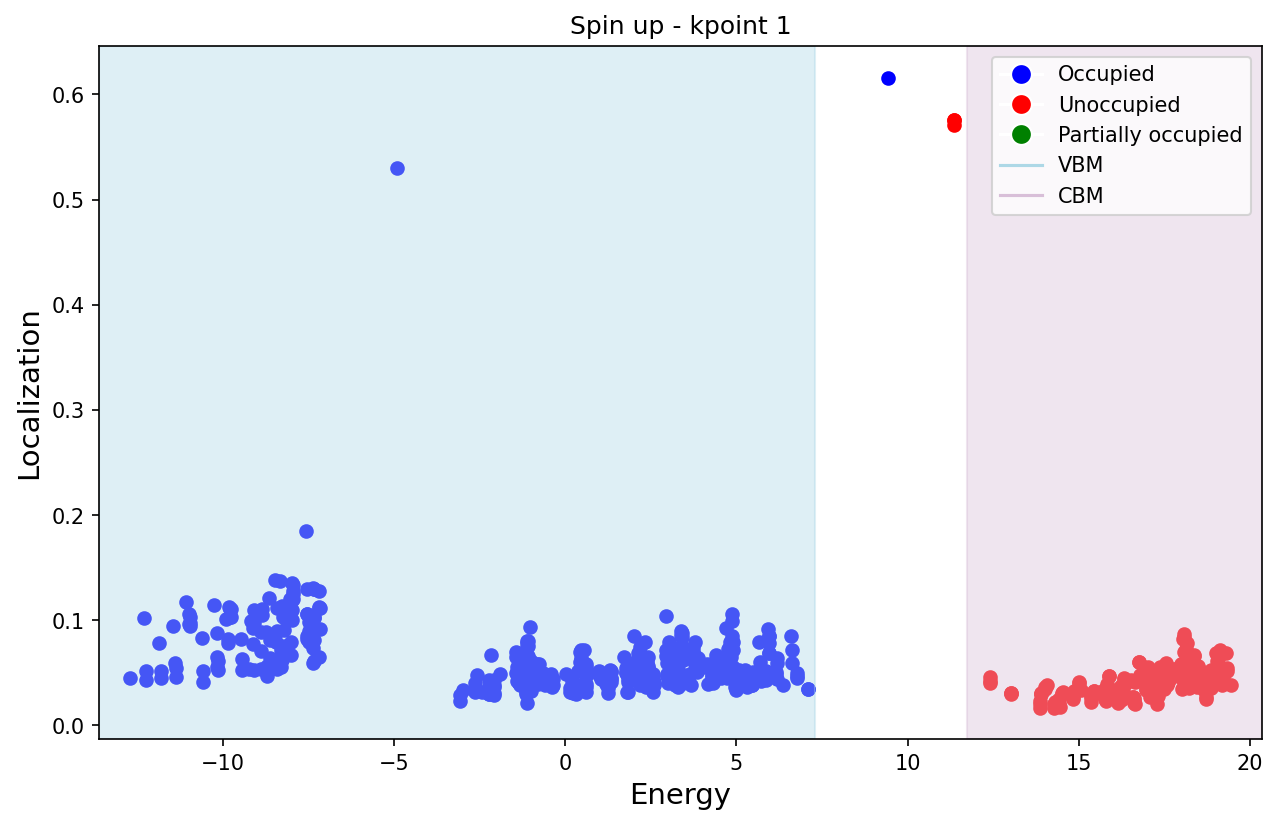 Spin up - kpoint 1
Localization
0.6
0.5
0.4
0.3
0.2
0.1
0.0
Occupied
Unoccupied
Partially occupied
VBM
CBM
−10
−5
0
5
10
15
20
Energy